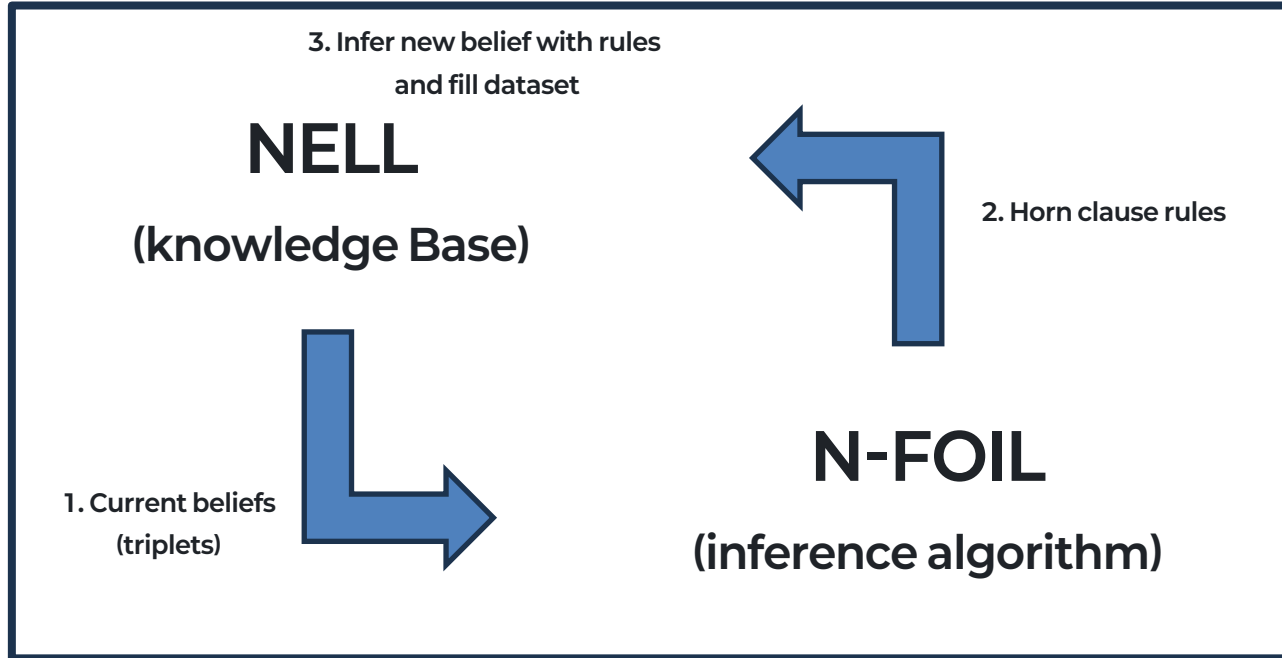 3. Infer new belief with rules
and fill dataset
NELL
(knowledge Base)
2. Horn clause rules
1. Current beliefs
(triplets)
N-FOIL
(inference algorithm)